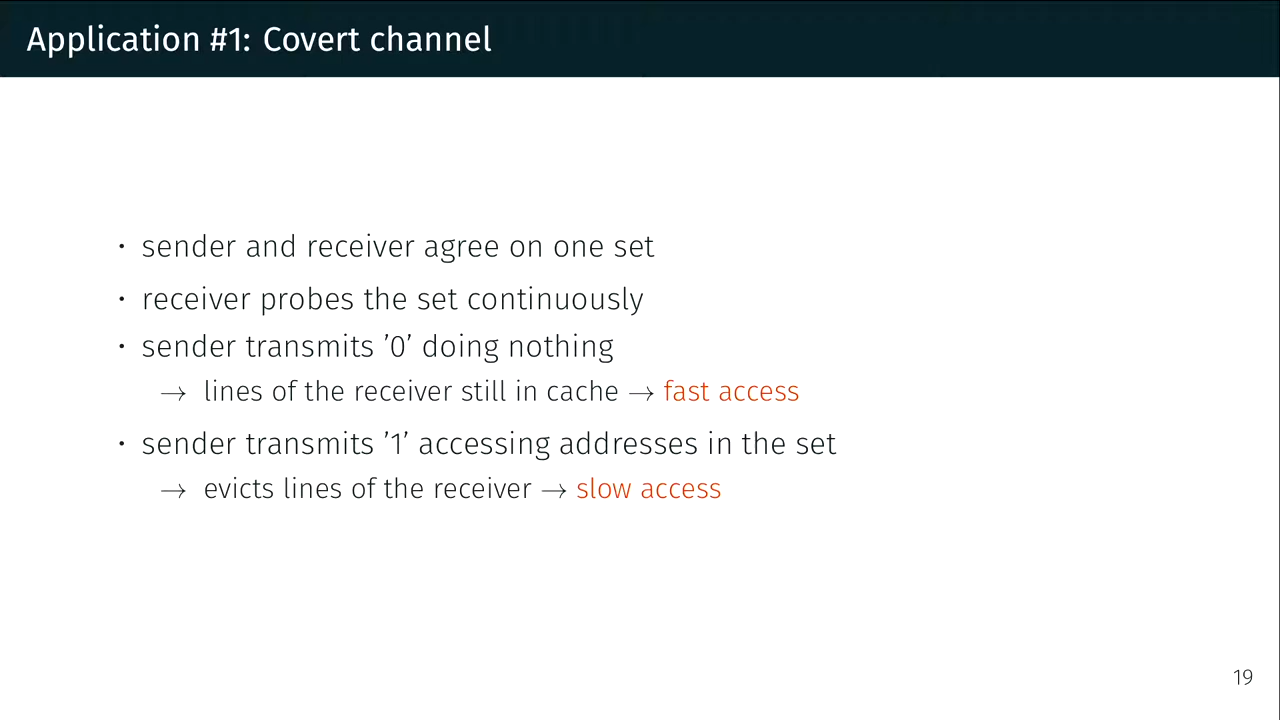 Application #1: Covert channel
• sender and receiver agree on one set
• receiver probes the set continuously
• sender transmits ’0’ doing nothing
→ lines of the receiver still in cache → fast access
• sender transmits ’1’ accessing addresses in the set
→ evicts lines of the receiver → slow access
19